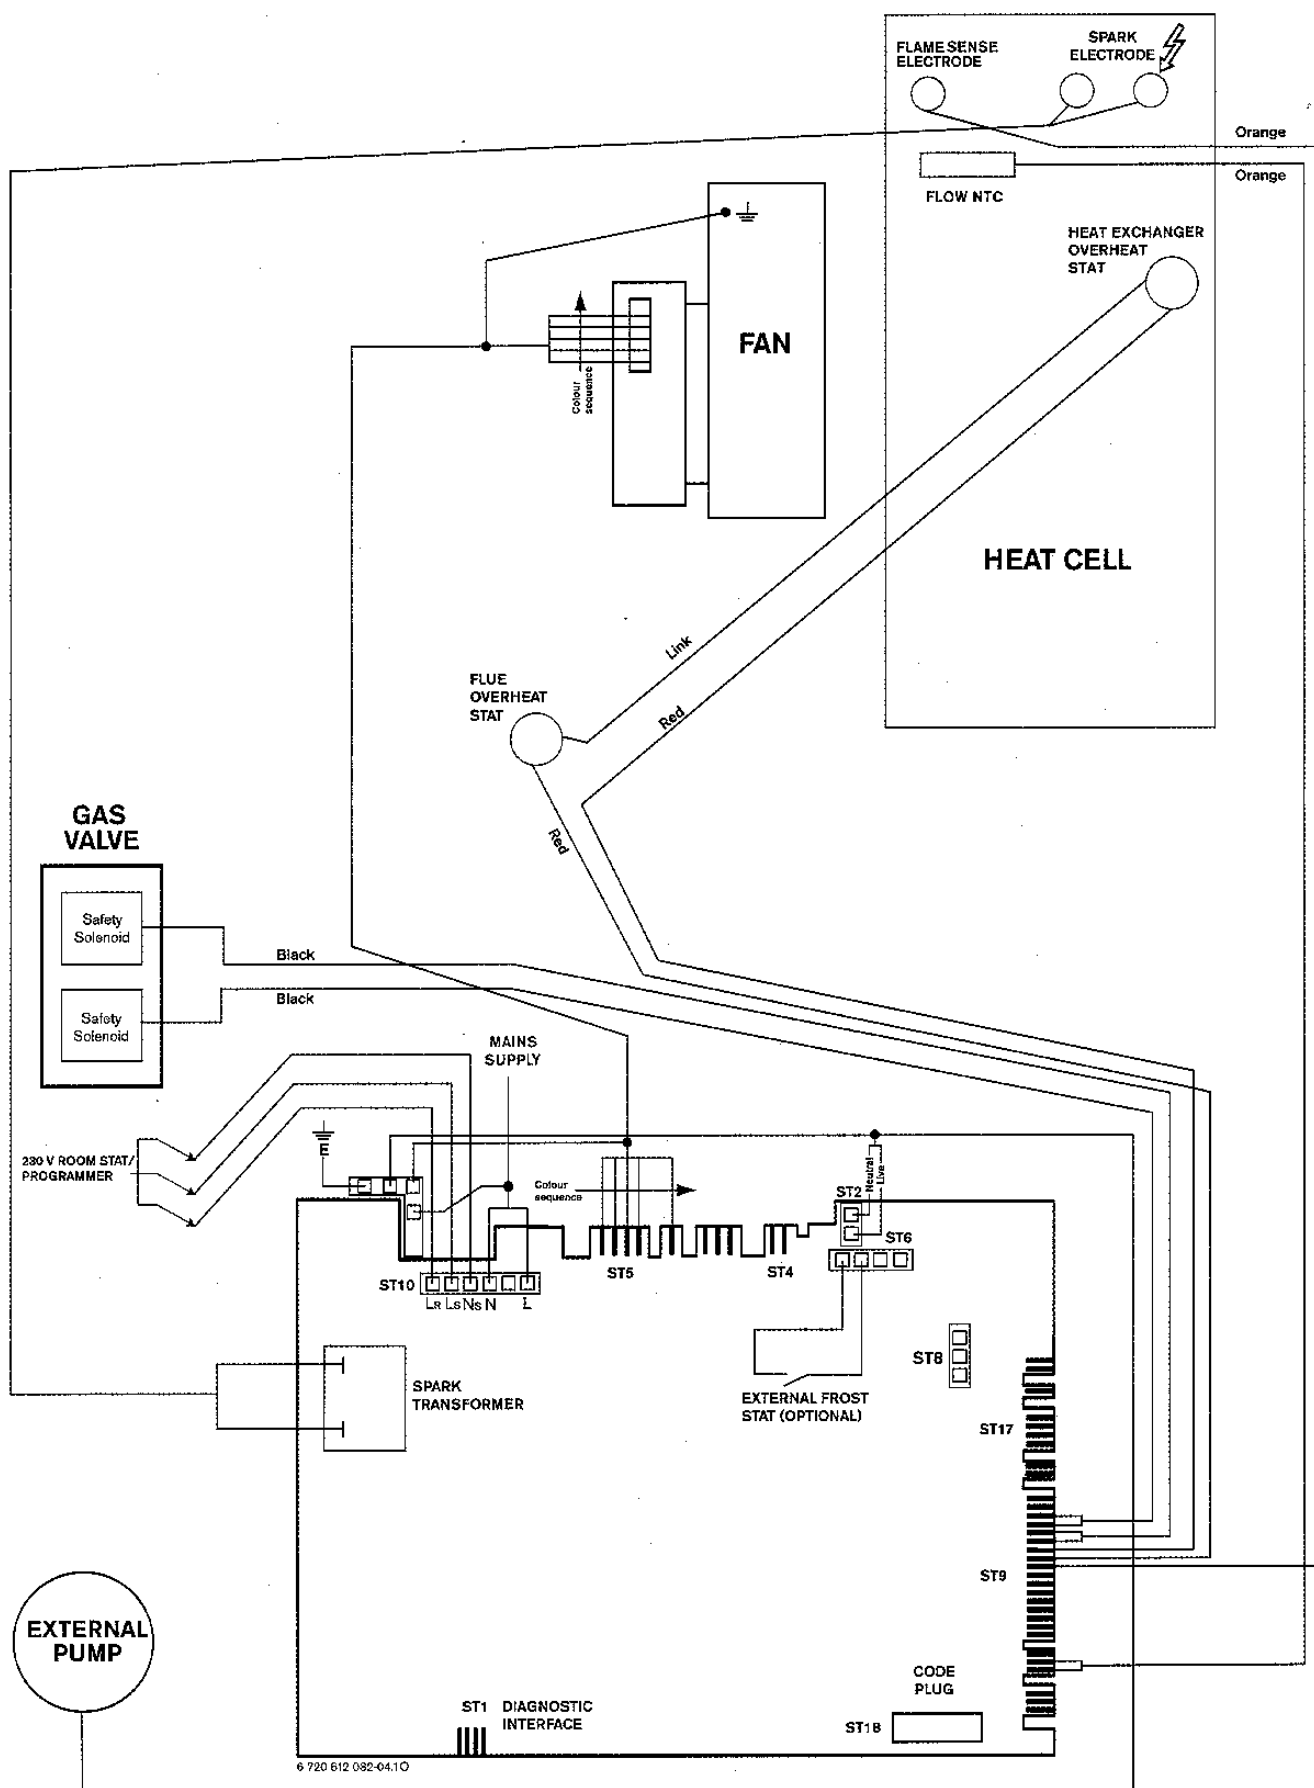 FLAME SENSE
ELECTRODE
SPARK
ELECTRODE
Orange
Orange
FLOW NTC
HEAT EXCHANGER
OVERHEAT
STAT
FAN
Colour
sequence
HEAT CELL
Link
Red
FLUE
OVERHEAT
STAT
Red
GAS
VALVE
Safety
Solenoid
Black
Safety
Solenoid
Black
MAINS
SUPPLY
E
230 V ROOM STAT/
PROGRAMMER
Colour
sequence
Neutral
Live
ST2
ST6
ST10
ST5
ST4
LR LS NS N L
ST8
SPARK
TRANSFORMER
EXTERNAL FROST
STAT (OPTIONAL)
ST17
ST9
EXTERNAL
PUMP
CODE
PLUG
ST1 DIAGNOSTIC
INTERFACE
ST18
6 720 612 082-04.1O